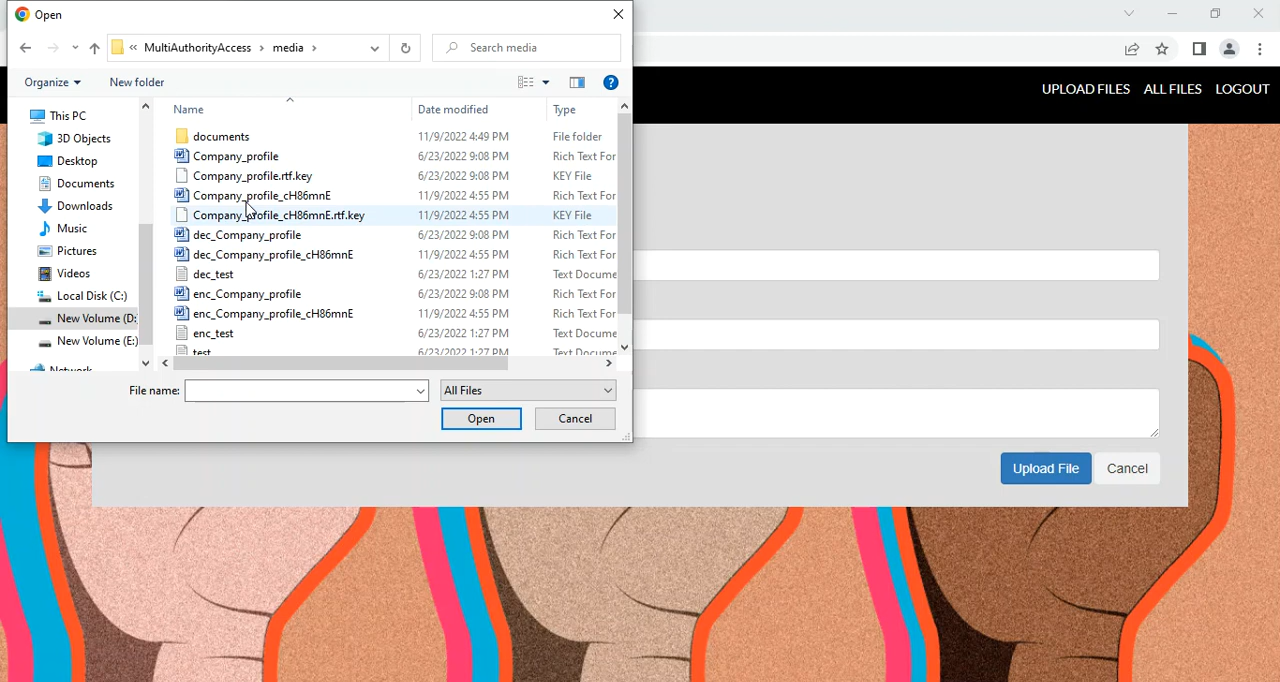 Open
« MultiAuthorityAccess › media ›
Search media
Organize
New folder
?
This PC
3D Objects
Desktop
Documents
Downloads
Music
Pictures
Videos
Local Disk (C:)
New Volume (D:
New Volume (E:)
Network
Name Date modified Type
documents 11/9/2022 4:49 PM File folder
Company_profile 6/23/2022 9:08 PM Rich Text For
Company_profile.rtf.key 6/23/2022 9:08 PM KEY File
Company_profile_cH86mnE 11/9/2022 4:55 PM Rich Text For
Company_profile_cH86mnE.rtf.key 11/9/2022 4:55 PM KEY File
dec_Company_profile 6/23/2022 9:08 PM Rich Text For
dec_Company_profile_cH86mnE 11/9/2022 4:55 PM Rich Text For
dec_test 6/23/2022 1:27 PM Text Docume
enc_Company_profile 6/23/2022 9:08 PM Rich Text For
enc_Company_profile_cH86mnE 11/9/2022 4:55 PM Rich Text For
enc_test 6/23/2022 1:27 PM Text Docume
test 6/23/2022 1:27 PM Text Docume
File name:
All Files
Open Cancel
UPLOAD FILES ALL FILES LOGOUT
Upload File Cancel